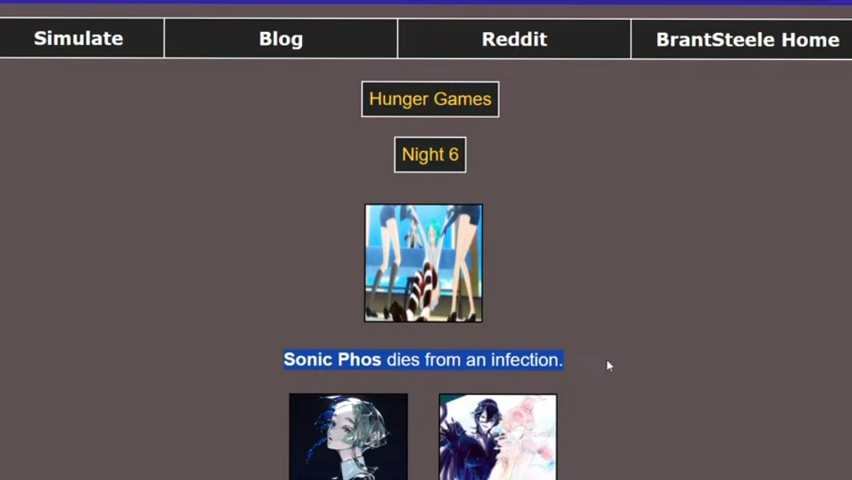 Simulate Blog Reddit BrantSteele Home
Hunger Games
Night 6
Sonic Phos dies from an infection.